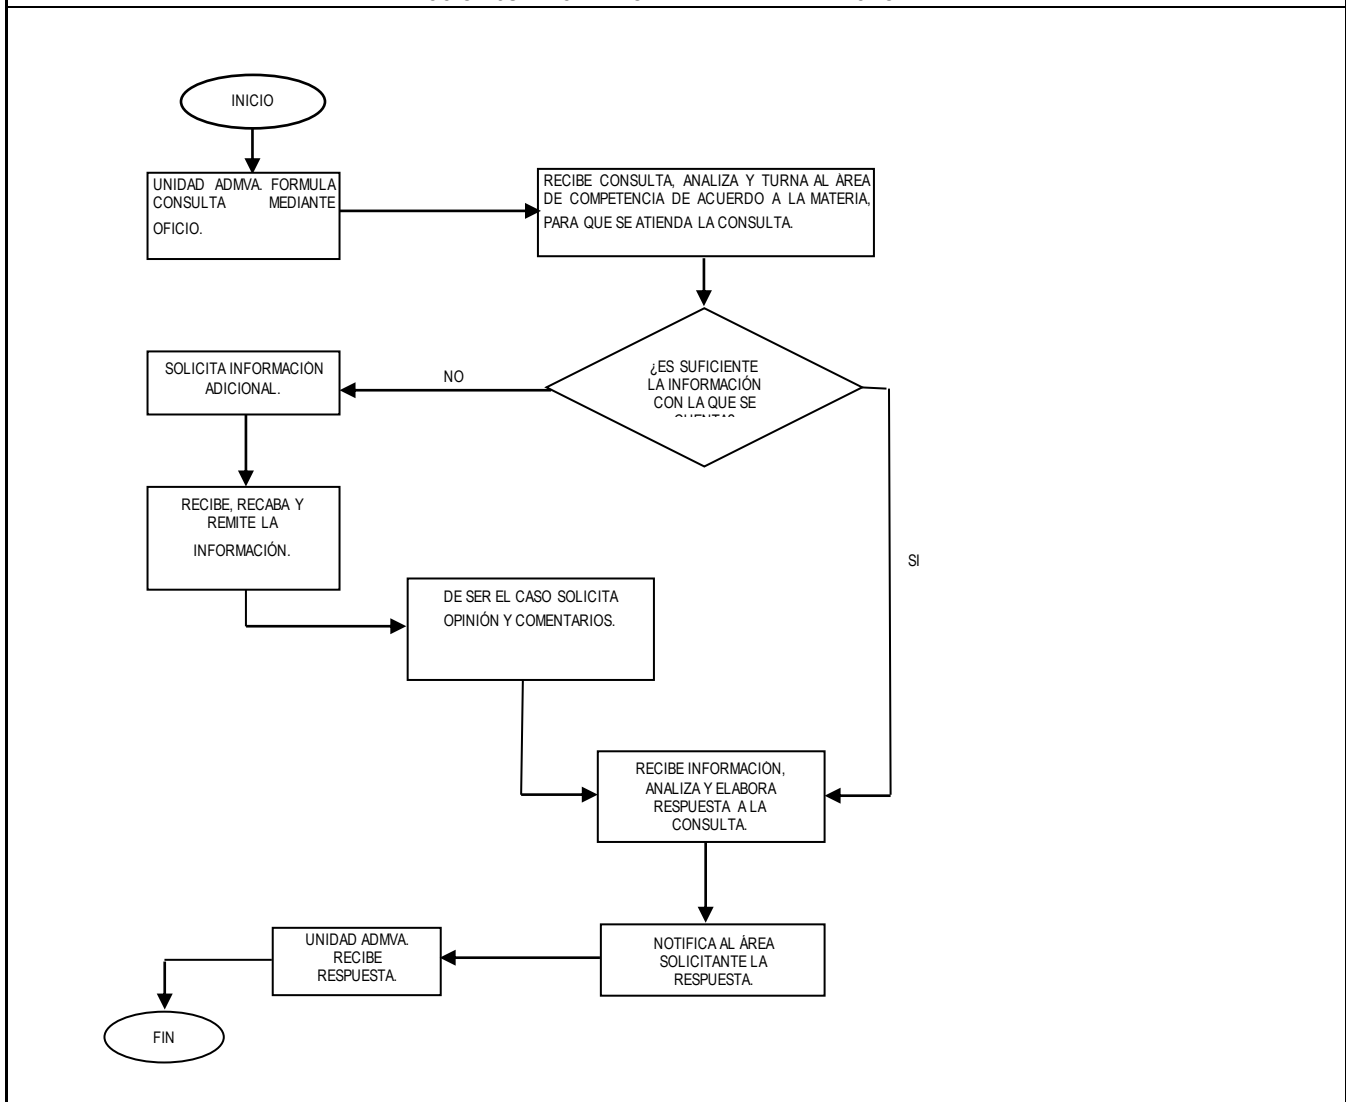 INICIO
UNIDAD ADMVA. FORMULA
CONSULTA MEDIANTE
OFICIO.
RECIBE CONSULTA, ANALIZA Y TURNA AL ÁREA
DE COMPETENCIA DE ACUERDO A LA MATERIA,
PARA QUE SE ATIENDA LA CONSULTA.
¿ES SUFICIENTE
LA INFORMACIÓN
CON LA QUE SE
NO
SOLICITA INFORMACIÓN
ADICIONAL.
RECIBE, RECABA Y
REMITE LA
INFORMACIÓN.
SI
DE SER EL CASO SOLICITA
OPINIÓN Y COMENTARIOS.
RECIBE INFORMACIÓN,
ANALIZA Y ELABORA
RESPUESTA A LA
CONSULTA.
NOTIFICA AL ÁREA
SOLICITANTE LA
RESPUESTA.
UNIDAD ADMVA.
RECIBE
RESPUESTA.
FIN